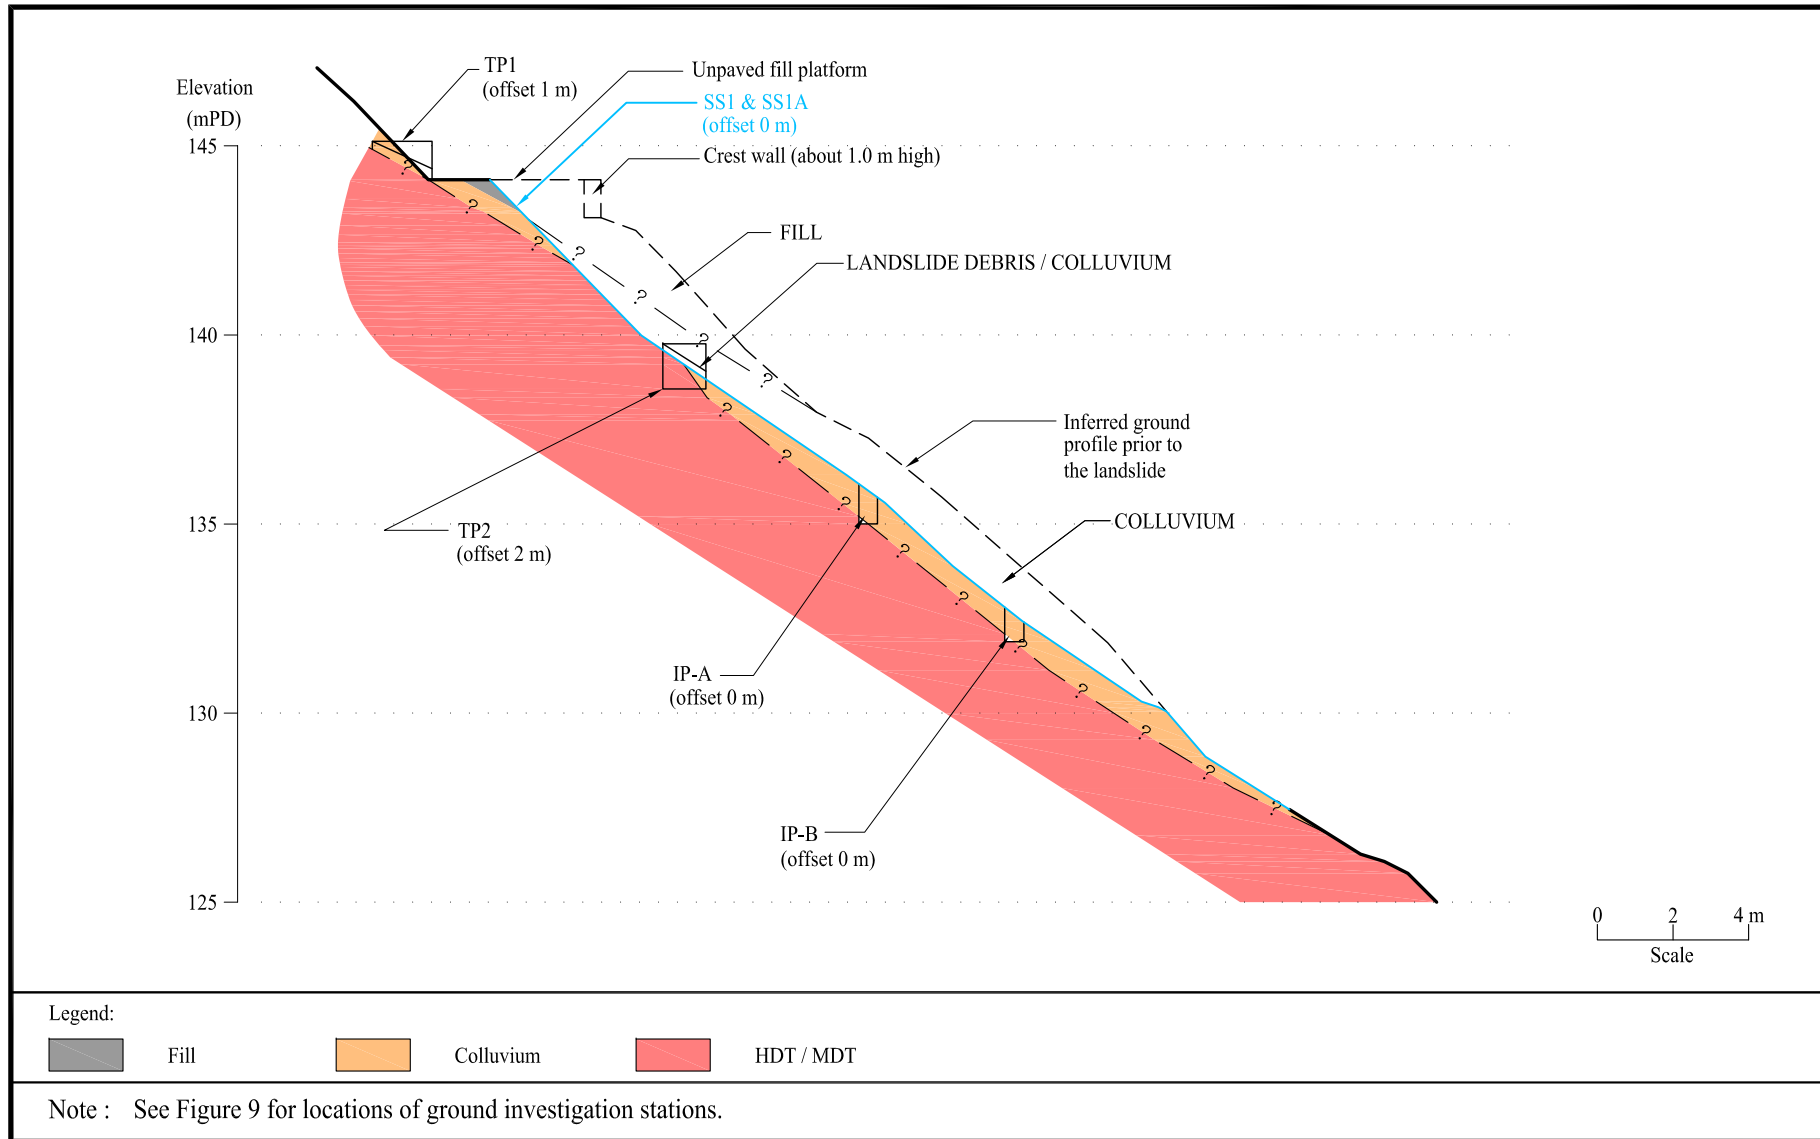 Elevation
(mPD)
TP1
(offset 1 m)
Unpaved fill platform
SS1 & SS1A
(offset 0 m)
Crest wall (about 1.0 m high)
145
?
?
?
?
FILL
LANDSLIDE DEBRIS / COLLUVIUM
?
140
?
?
?
Inferred ground
profile prior to
the landslide
?
?
135
COLLUVIUM
TP2
(offset 2 m)
?
?
?
IP-A
(offset 0 m)
?
130
?
?
?
IP-B
(offset 0 m)
125
0 2 4 m
Scale
Legend:
Fill Colluvium HDT / MDT
Note : See Figure 9 for locations of ground investigation stations.